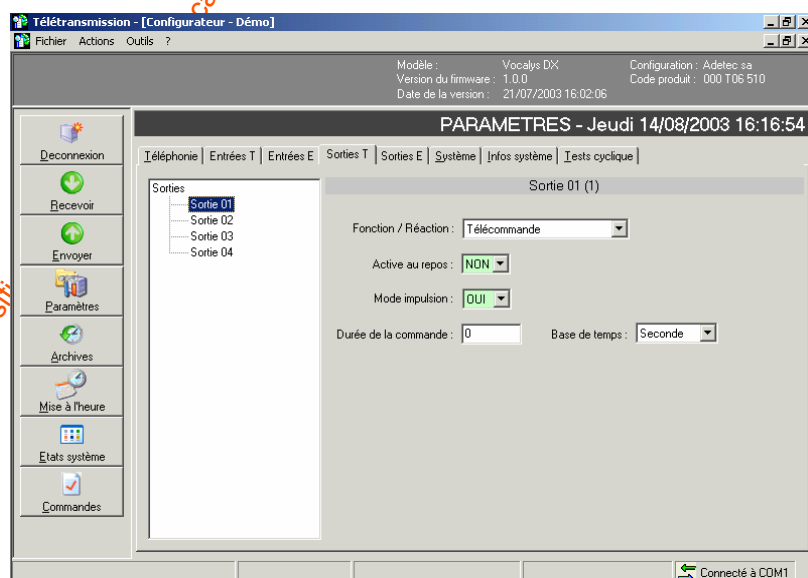 Télétransmission - [Configurateur - Démo]
Fichier Actions Outils ?
Modèle : Vocalys DX Configuration : Adetec sa
Version du firmware : 1.0.0 Code produit : 000 T06 510
Date de la version : 21/07/2003 16:02:06
PARAMETRES - Jeudi 14/08/2003 16:16:54
Deconnexion
Recevoir
Envoyer
Paramètres
Archives
Mise à l'heure
Etats système
Commandes
Téléphonie Entrées T Entrées E Sorties T Sorties E Système Infos système Tests cyclique
Sorties
Sortie 01
Sortie 02
Sortie 03
Sortie 04
Sortie 01 (1)
Fonction / Réaction : Télécommande
Active au repos : NON
Mode impulsion : OUI
Durée de la commande : 0 Base de temps : Seconde
Connecté à COM1